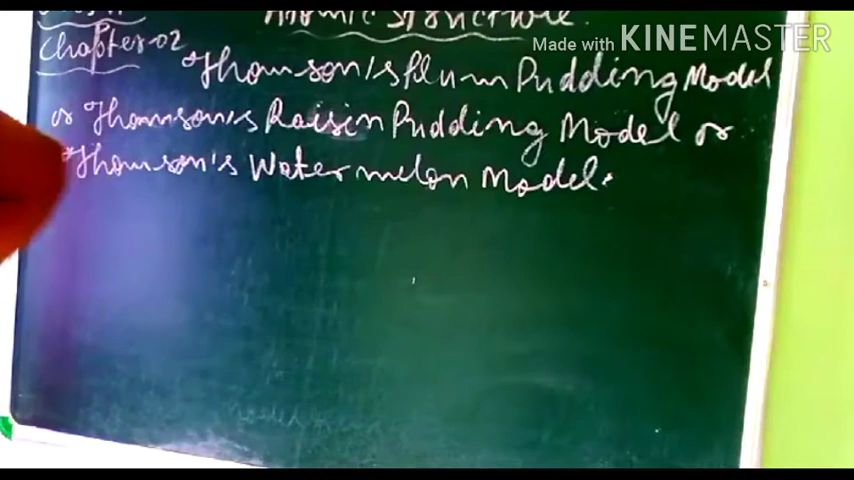 Atomic Structure.
Made with KINEMASTER
Chapter-02
Thomson's Plum Pudding Model
or Thomson's Raisin Pudding Model or
Thomson's Watermelon Model.